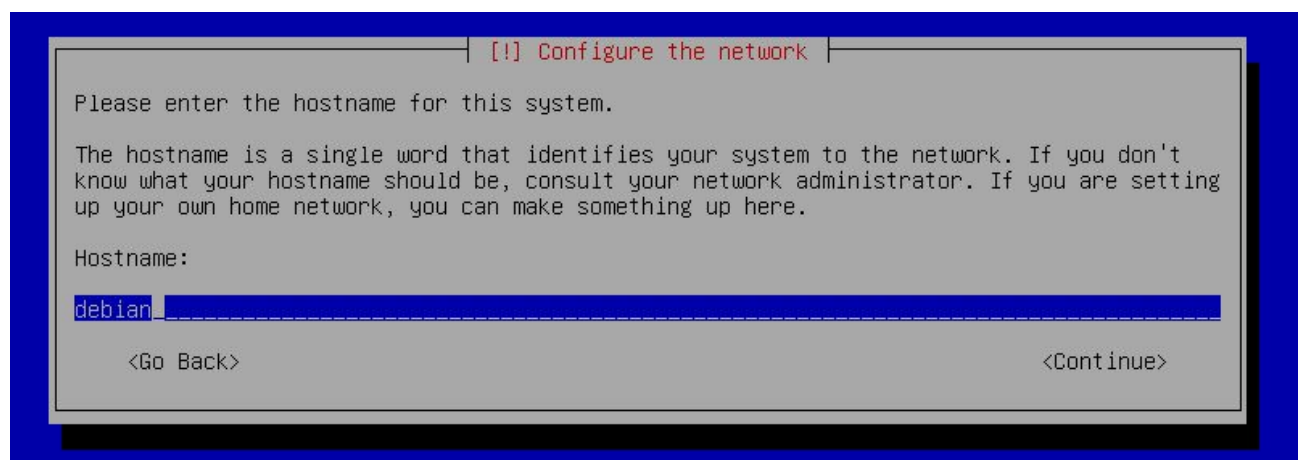 [!] Configure the network
Please enter the hostname for this system.
The hostname is a single word that identifies your system to the network. If you don't
know what your hostname should be, consult your network administrator. If you are setting
up your own home network, you can make something up here.
Hostname:
debian
<Go Back> <Continue>